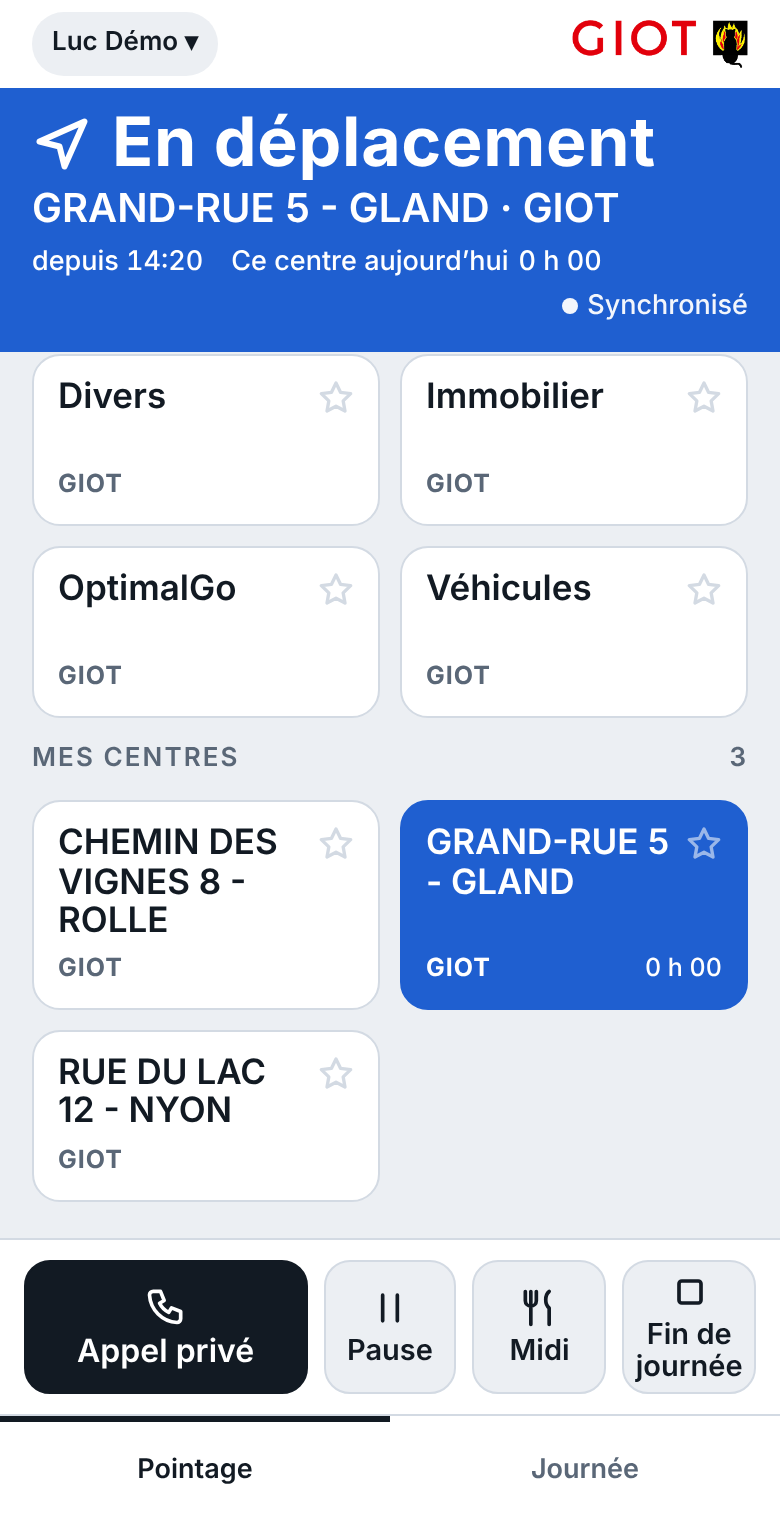 Luc Démo ▾
GIOT
En déplacement
GRAND-RUE 5 - GLAND · GIOT
depuis 14:20 Ce centre aujourd’hui 0 h 00
Synchronisé
Divers
GIOT
Immobilier
GIOT
OptimalGo
GIOT
Véhicules
GIOT
MES CENTRES 3
CHEMIN DES
VIGNES 8 -
ROLLE
GIOT
GRAND-RUE 5
- GLAND
GIOT 0 h 00
RUE DU LAC
12 - NYON
GIOT
Appel privé
Pause
Midi
Fin de
journée
Pointage
Journée